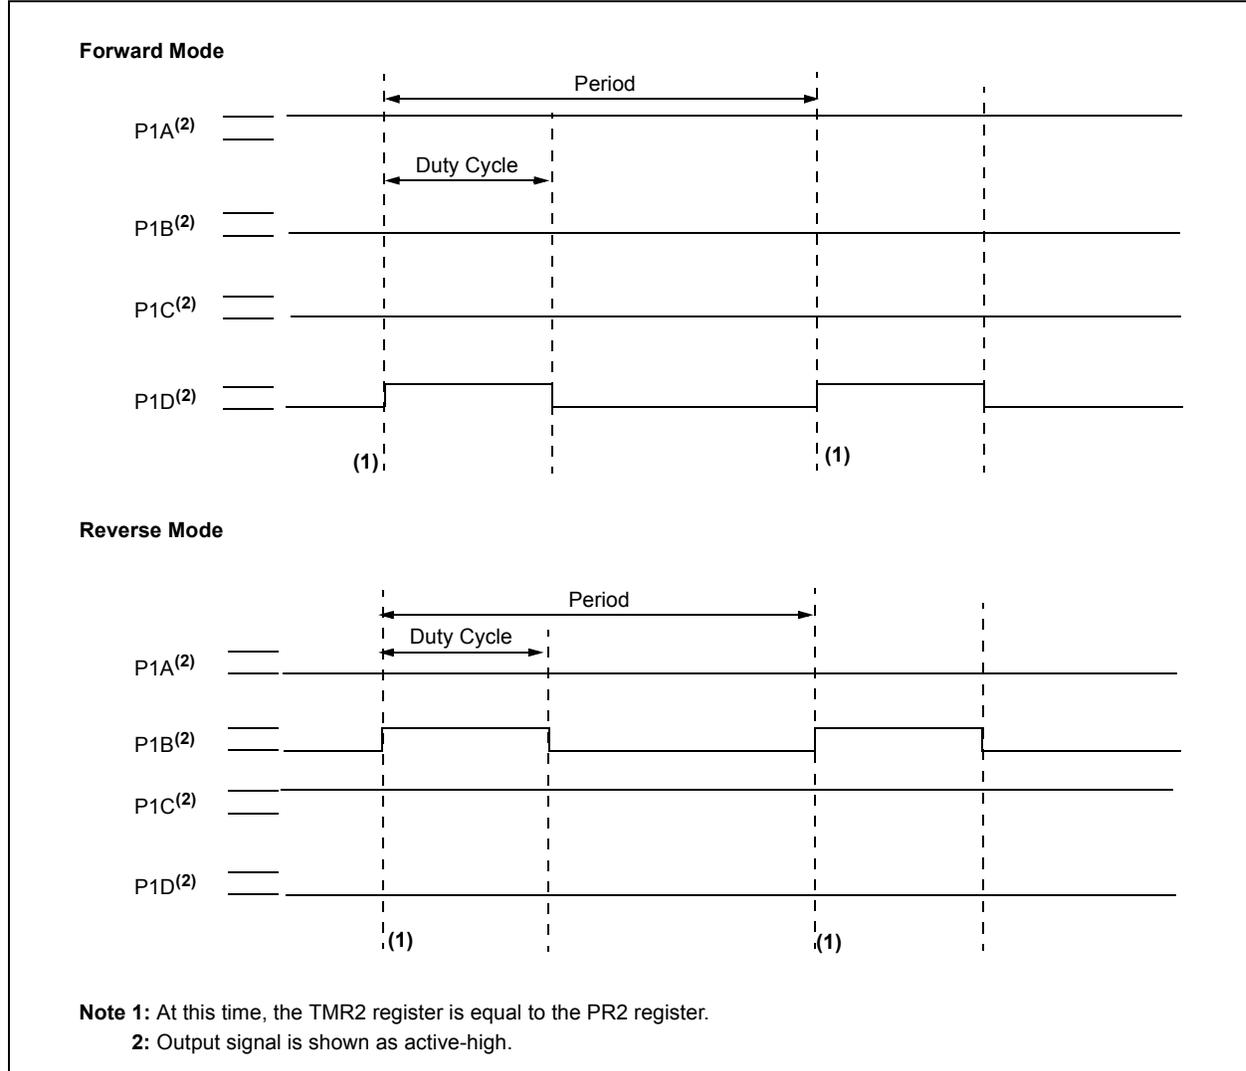 Forward Mode
Period
P1A(2)
Duty Cycle
P1B(2)
P1C(2)
P1D(2)
(1)
(1)
Reverse Mode
Period
Duty Cycle
P1A(2)
P1B(2)
P1C(2)
P1D(2)
(1)
(1)
Note 1: At this time, the TMR2 register is equal to the PR2 register.
2: Output signal is shown as active-high.